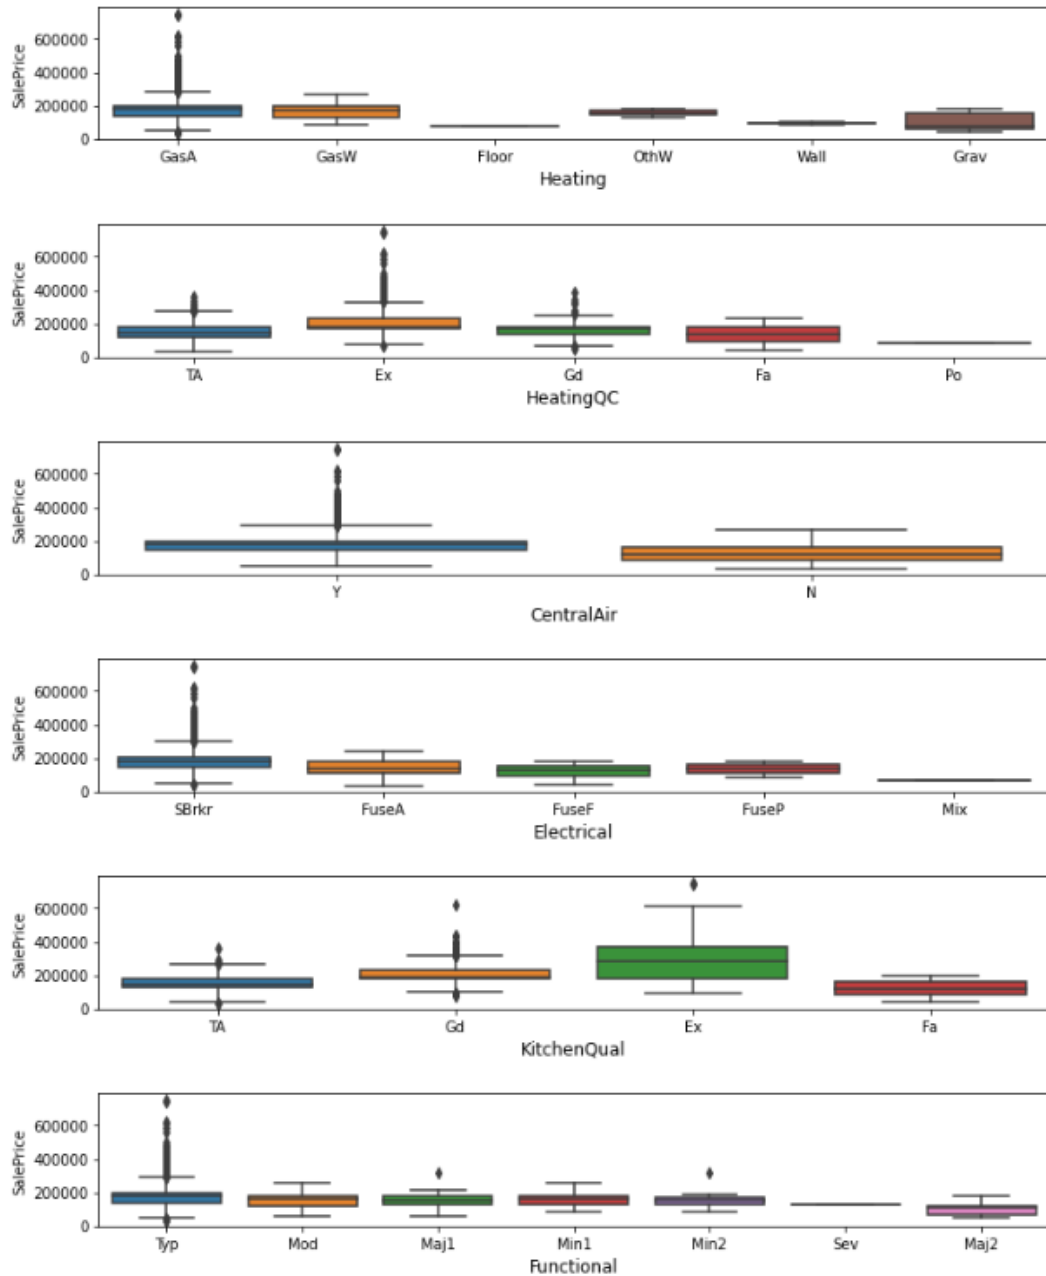 600000
400000
200000
0
SalePrice
GasA GasW Floor OthW Wall Grav
Heating
600000
400000
200000
0
SalePrice
TA Ex Gd Fa Po
HeatingQC
600000
400000
200000
0
SalePrice
Y N
CentralAir
600000
400000
200000
0
SalePrice
SBrkr FuseA FuseF FuseP Mix
Electrical
600000
400000
200000
0
SalePrice
TA Gd Ex Fa
KitchenQual
600000
400000
200000
0
SalePrice
Typ Mod Maj1 Min1 Min2 Sev Maj2
Functional